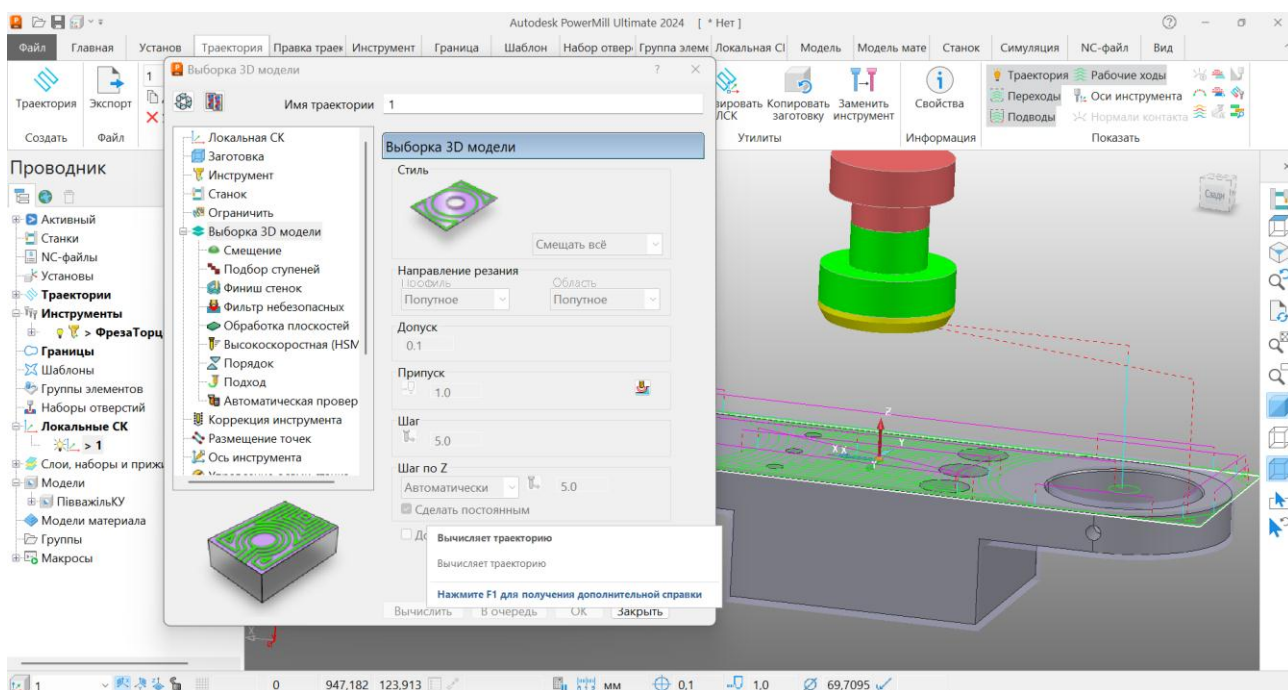 Autodesk PowerMill Ultimate 2024 [ * Нет ]
Файл Главная Установ Траектория Правка траек Инструмент Граница Шаблон Набор отвер Группа элеме Локальная СІ Модель Модель мате Станок Симуляция NC-файл Вид
Траектория Экспорт 1
Создать Файл
ировать Копировать Заменить Свойства
ЛСК заготовку инструмент
Утилиты Информация
Траектория Рабочие ходы
Переходы Оси инструмента
Подводы Нормали контакта
Показать
Проводник
Активный
Станки
NC-файлы
Установы
Траектории
Инструменты
> ФрезаТорц
Границы
Шаблоны
Группы элементов
Наборы отверстий
Локальные СК
> 1
Слои, наборы и прижи
Модели
ПівважільКУ
Модели материала
Группы
Макросы
Выборка 3D модели ? ×
Имя траектории 1
Локальная СК
Заготовка
Инструмент
Станок
Ограничить
Выборка 3D модели
Смещение
Подбор ступеней
Финиш стенок
Фильтр небезопасных
Обработка плоскостей
Высокоскоростная (HSM
Порядок
Подход
Автоматическая провер
Коррекция инструмента
Размещение точек
Ось инструмента
Выборка 3D модели
Стиль
Смещать всё
Направление резания
Профиль Область
Попутное Попутное
Допуск
0.1
Припуск
1.0
Шаг
5.0
Шаг по Z
Автоматически 5.0
Сделать постоянным
Вычисляет траекторию
Вычисляет траекторию
Нажмите F1 для получения дополнительной справки
Вычислить В очередь ОК Закрыть
Сзади
Z
Y
X X
Y
X
1 0 947,182 123,913 мм 0,1 1,0 69,7095